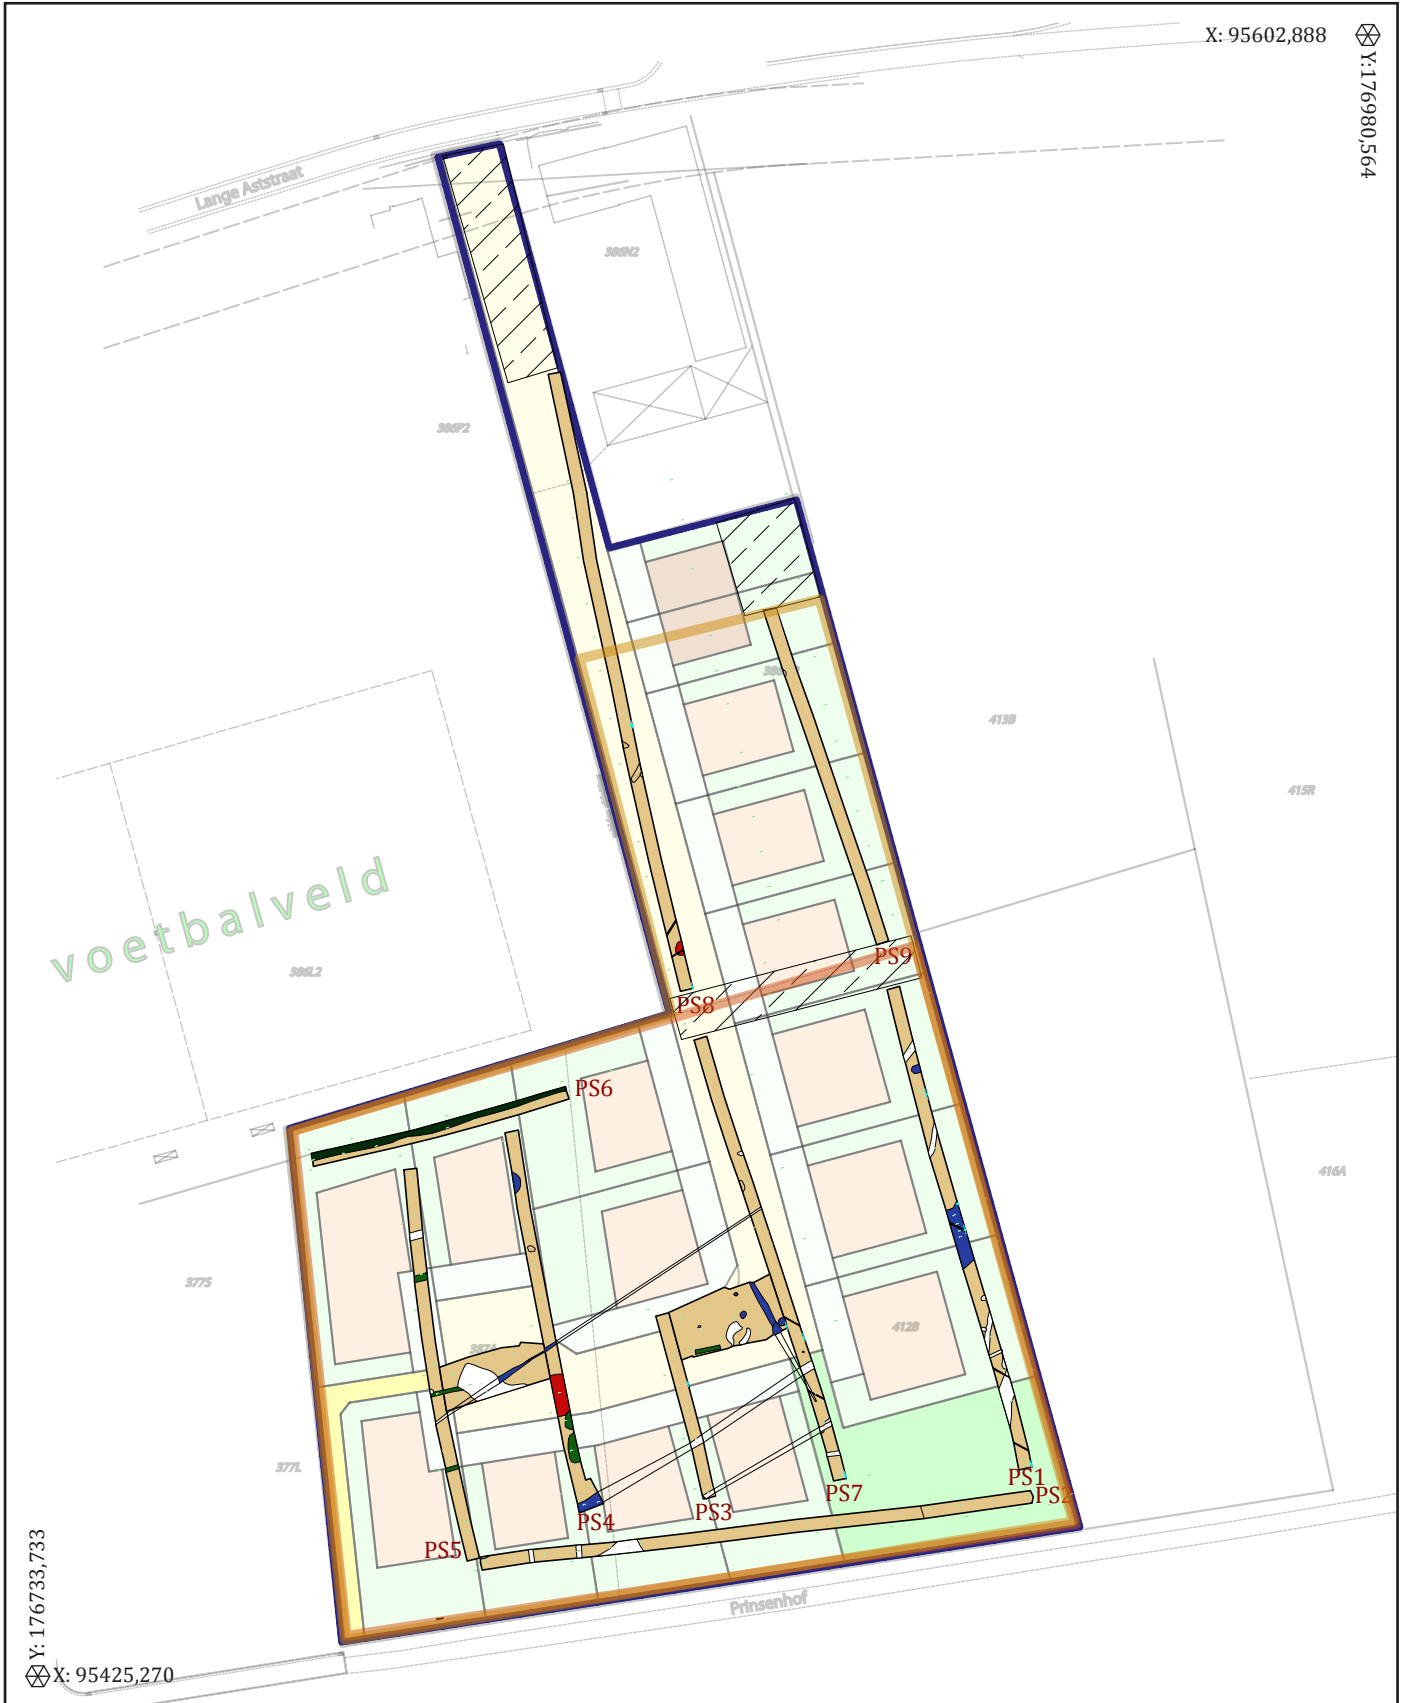 X: 95602,888
Y:176980,564
Lange Aststraat
386N2
386P2
413B
415R
voetbalveld
386L2
PS9
PS8
PS6
416A
377S
412B
377L
PS1
PS2
PS7
PS3
PS4
PS5
Prinsenhof
Y: 176733,733
X: 95425,270